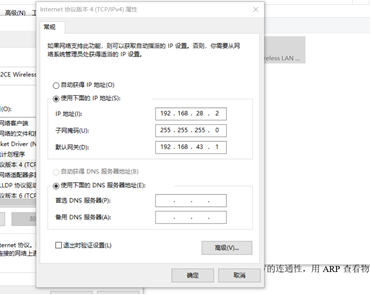 Internet 协议版本 4 (TCP/IPv4) 属性
高级(N)
常规
如果网络支持此功能，则可以获取自动指派的 IP 设置。否则，你需要从网络系统管理员处获得适当的 IP 设置。
自动获得 IP 地址(O)
使用下面的 IP 地址(S):
IP 地址(I): 192 . 168 . 28 . 2
子网掩码(U): 255 . 255 . 255 . 0
默认网关(D): 192 . 168 . 43 . 1
自动获得 DNS 服务器地址(B)
使用下面的 DNS 服务器地址(E):
首选 DNS 服务器(P): . . .
备用 DNS 服务器(A): . . .
退出时验证设置(L)
高级(V)...
确定 取消
2CE Wireless
网络客户端
网络的文件和
ket Driver (N
计划程序
议版本 4 (TCP
网络适配器多
LLDP 协议驱动
议版本 6 (TCP
ternet 协议。
连接的网络上
reless LAN ...
的连通性，用 ARP 查看物